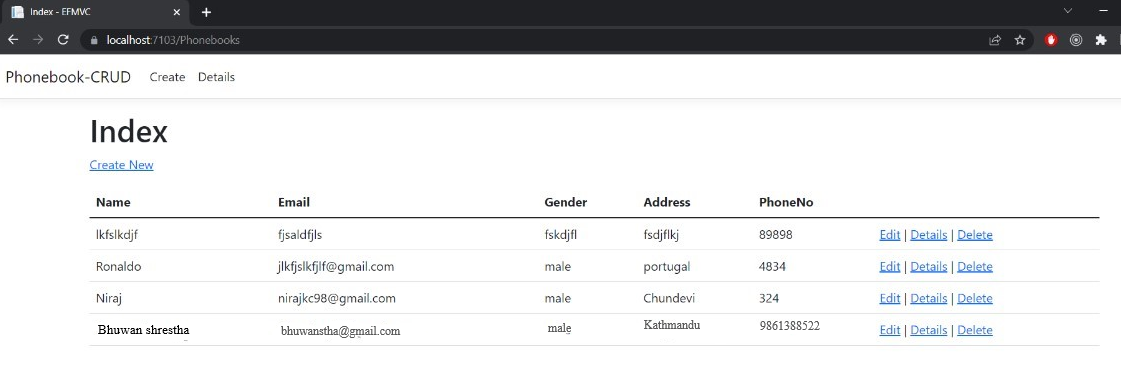 Index - EFMVC
localhost:7103/Phonebooks
Phonebook-CRUD Create Details
Index
Create New
Name Email Gender Address PhoneNo
lkfslkdjf fjsaldfjls fskdjfl fsdjflkj 89898 Edit | Details | Delete
Ronaldo jlkfjslkfjlf@gmail.com male portugal 4834 Edit | Details | Delete
Niraj nirajkc98@gmail.com male Chundevi 324 Edit | Details | Delete
Bhuwan shrestha bhuwanstha@gmail.com male Kathmandu 9861388522 Edit | Details | Delete